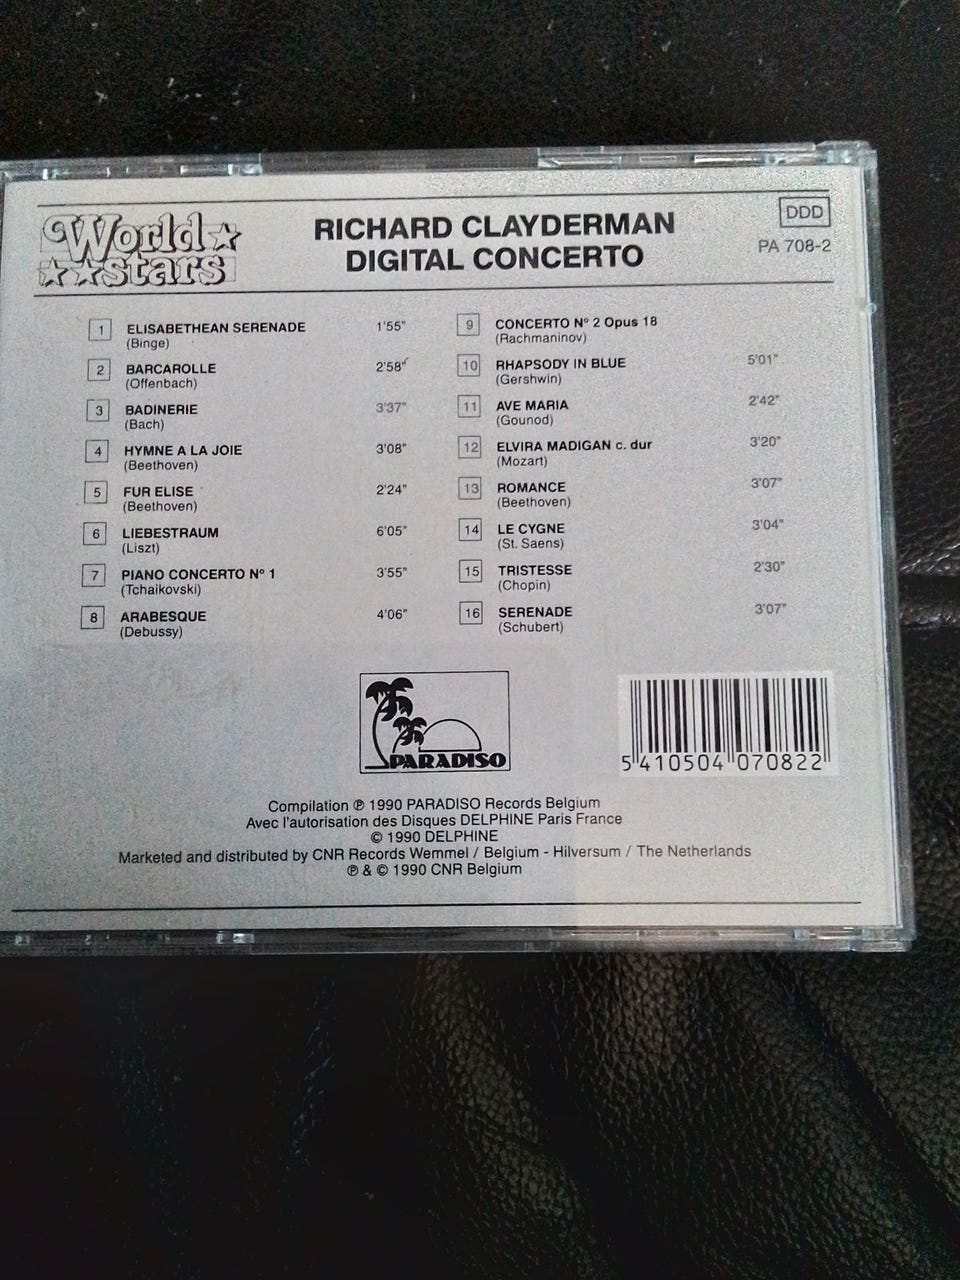 World
stars
RICHARD CLAYDERMAN
DIGITAL CONCERTO
DDD
PA 708-2
1 ELISABETHEAN SERENADE 1'55"
(Binge)
2 BARCAROLLE 2'58"
(Offenbach)
3 BADINERIE 3'37"
(Bach)
4 HYMNE A LA JOIE 3'08"
(Beethoven)
5 FUR ELISE 2'24"
(Beethoven)
6 LIEBESTRAUM 6'05"
(Liszt)
7 PIANO CONCERTO Nº 1 3'55"
(Tchaikovski)
8 ARABESQUE 4'06"
(Debussy)
9 CONCERTO Nº 2 Opus 18
(Rachmaninov)
10 RHAPSODY IN BLUE 5'01"
(Gershwin)
11 AVE MARIA 2'42"
(Gounod)
12 ELVIRA MADIGAN c. dur 3'20"
(Mozart)
13 ROMANCE 3'07"
(Beethoven)
14 LE CYGNE 3'04"
(St. Saens)
15 TRISTESSE 2'30"
(Chopin)
16 SERENADE 3'07"
(Schubert)
PARADISO
5 410504 070822
Compilation ℗ 1990 PARADISO Records Belgium
Avec l'autorisation des Disques DELPHINE Paris France
© 1990 DELPHINE
Marketed and distributed by CNR Records Wemmel / Belgium - Hilversum / The Netherlands
℗ & © 1990 CNR Belgium